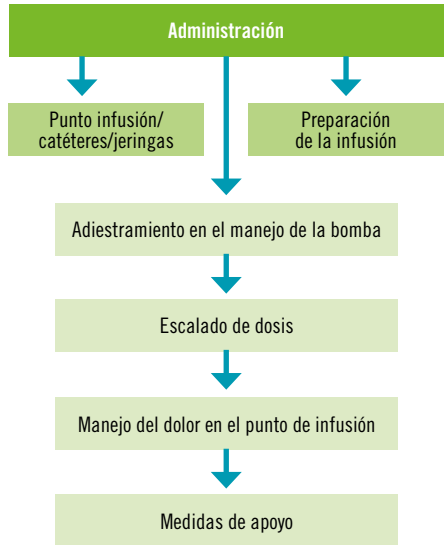 Administración
Punto infusión/
catéteres/jeringas
Preparación
de la infusión
Adiestramiento en el manejo de la bomba
Escalado de dosis
Manejo del dolor en el punto de infusión
Medidas de apoyo